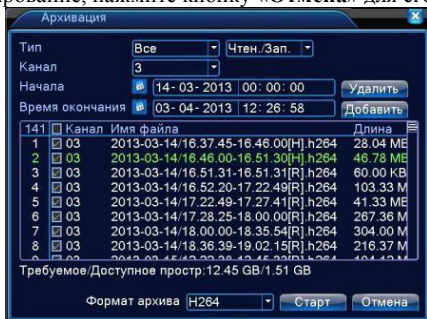 нажмите кнопку «Отмена» для
Архивация
Тип Все Чтен./Зап.
Канал 3
Начала 14-03-2013 00:00:00 Удалить
Время окончания 03-04-2013 12:26:58 Добавить
141 Канал Имя файла Длина
1 03 2013-03-14/16.37.45-16.46.00[H].h264 28.04 ME
2 03 2013-03-14/16.46.00-16.51.30[H].h264 46.78 ME
3 03 2013-03-14/16.51.31-16.51.31[R].h264 60.00 KB
4 03 2013-03-14/16.52.20-17.22.49[R].h264 103.33 M
5 03 2013-03-14/17.22.49-17.27.41[R].h264 41.33 ME
6 03 2013-03-14/17.28.25-18.00.00[R].h264 267.36 M
7 03 2013-03-14/18.00.00-18.35.54[R].h264 304.00 M
8 03 2013-03-14/18.36.39-19.02.15[R].h264 216.37 M
Требуемое/Доступное простр:12.45 GB/1.51 GB
Формат архива H264 Старт Отмена